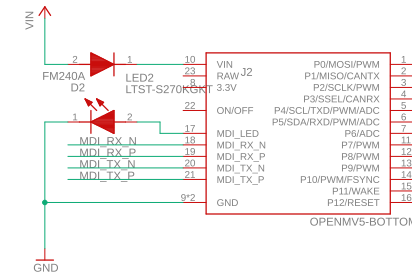 VIN
2 1 10 VIN P0/MOSI/PWM 1
FM240A LED2 23 RAW J2 P1/MISO/CANTX 2
D2 LTST-S270KGKT 8 3.3V P2/SCLK/PWM 3
P3/SSEL/CANRX 4
22 ON/OFF P4/SCL/TXD/PWM/ADC 5
1 2 P5/SDA/RXD/PWM/ADC 6
17 MDI_LED P6/ADC 7
MDI_RX_N 18 MDI_RX_N P7/PWM 11
MDI_RX_P 19 MDI_RX_P P8/PWM 12
MDI_TX_N 20 MDI_TX_N P9/PWM 13
MDI_TX_P 21 MDI_TX_P P10/PWM/FSYNC 14
P11/WAKE 15
9*2 GND P12/RESET 16
OPENMV5-BOTTOM
GND